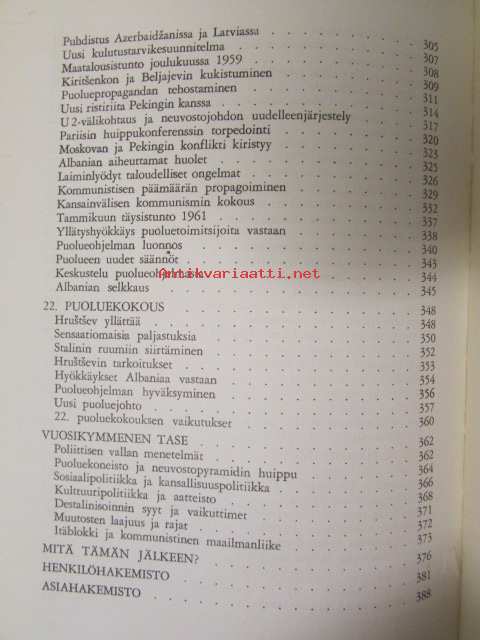 Puhdistus Azerbaidžanissa ja Latviassa . . . . . . 305
Uusi kulutustarvikesuunnitelma . . . . . . 307
Maatalousistunto joulukuussa 1959 . . . . . . 308
Kiritšenkon ja Beljajevin kukistuminen . . . . . . 309
Puoluepropagandan tehostaminen . . . . . . 311
Uusi ristiriita Pekingin kanssa . . . . . . 314
U 2-välikohtaus ja neuvostojohdon uudelleenjärjestely . . . . . . 317
Pariisin huippukonferenssin torpedointi . . . . . . 320
Moskovan ja Pekingin konflikti kiristyy . . . . . . 323
Albanian aiheuttamat huolet . . . . . . 325
Laiminlyödyt taloudelliset ongelmat . . . . . . 326
Kommunistisen päämäärän propagoiminen . . . . . . 329
Kansainvälisen kommunismin kokous . . . . . . 332
Tammikuun täysistunto 1961 . . . . . . 337
Yllätyshyökkäys puoluetoimitsijoita vastaan . . . . . . 338
Puolueohjelman luonnos . . . . . . 340
Puolueen uudet säännöt . . . . . . 343
Keskustelu puolueohjelmasta . . . . . . 344
Antikvariaatti.net
Albanian selkkaus . . . . . . 345
22. PUOLUEKOKOUS . . . . . . 348
Hruštšev yllättää . . . . . . 348
Sensaatiomaisia paljastuksia . . . . . . 350
Stalinin ruumiin siirtäminen . . . . . . 352
Hruštševin tarkoitukset . . . . . . 353
Hyökkäykset Albaniaa vastaan . . . . . . 354
Puolueohjelman hyväksyminen . . . . . . 356
Uusi puoluejohto . . . . . . 357
22. puoluekokouksen vaikutukset . . . . . . 360
VUOSIKYMMENEN TASE . . . . . . 362
Poliittisen vallan menetelmät . . . . . . 362
Puoluekoneisto ja neuvostopyramidin huippu . . . . . . 364
Sosiaalipolitiikka ja kansallisuuspolitiikka . . . . . . 366
Kulttuuripolitiikka ja aatteisto . . . . . . 368
Destalinisoinnin syyt ja vaikuttimet . . . . . . 371
Muutosten laajuus ja rajat . . . . . . 372
Itäblokki ja kommunistinen maailmanliike . . . . . . 373
MITÄ TÄMÄN JÄLKEEN? . . . . . . 376
HENKILÖHAKEMISTO . . . . . . 381
ASIAHAKEMISTO . . . . . . 388